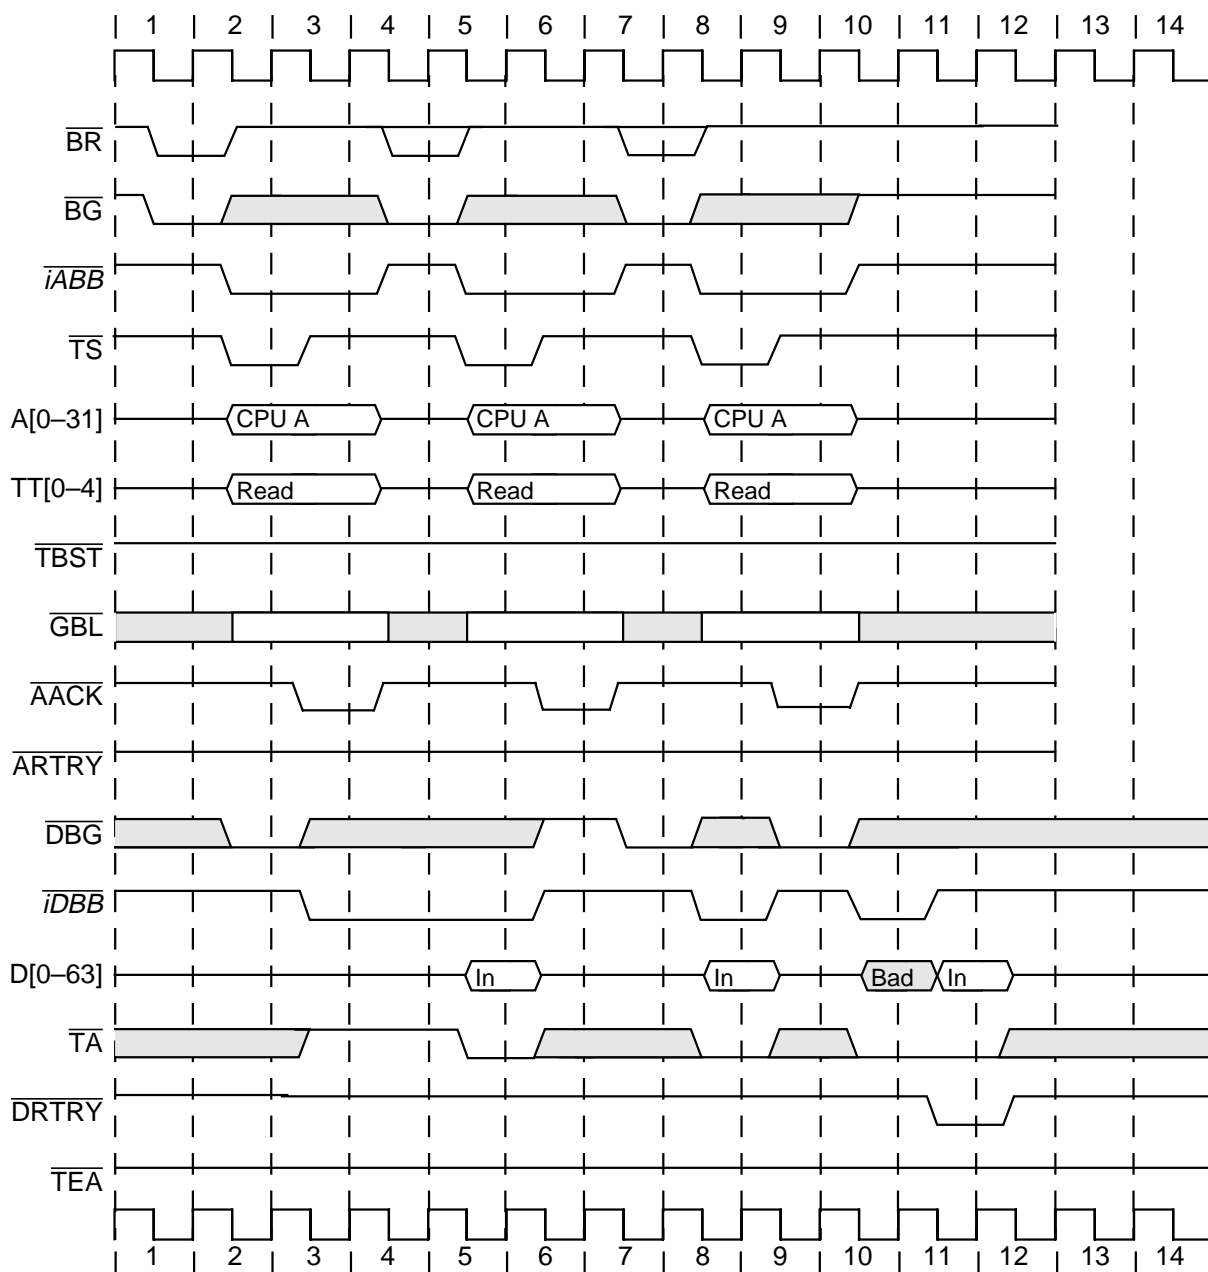 1 2 3 4 5 6 7 8 9 10 11 12 13 14
BR
BG
iABB
TS
A[0–31] CPU A CPU A CPU A
TT[0–4] Read Read Read
TBST
GBL
AACK
ARTRY
DBG
iDBB
D[0–63] In In Bad In
TA
DRTRY
TEA
1 2 3 4 5 6 7 8 9 10 11 12 13 14